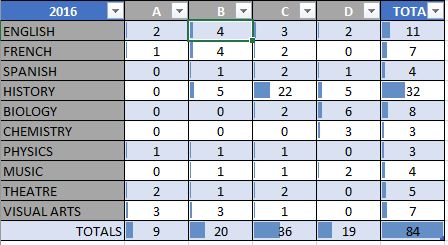 2016 A B C D TOTA
ENGLISH 2 4 3 2 11
FRENCH 1 4 2 0 7
SPANISH 0 1 2 1 4
HISTORY 0 5 22 5 32
BIOLOGY 0 0 2 6 8
CHEMISTRY 0 0 0 3 3
PHYSICS 1 1 1 0 3
MUSIC 0 1 1 2 4
THEATRE 2 1 2 0 5
VISUAL ARTS 3 3 1 0 7
TOTALS 9 20 36 19 84